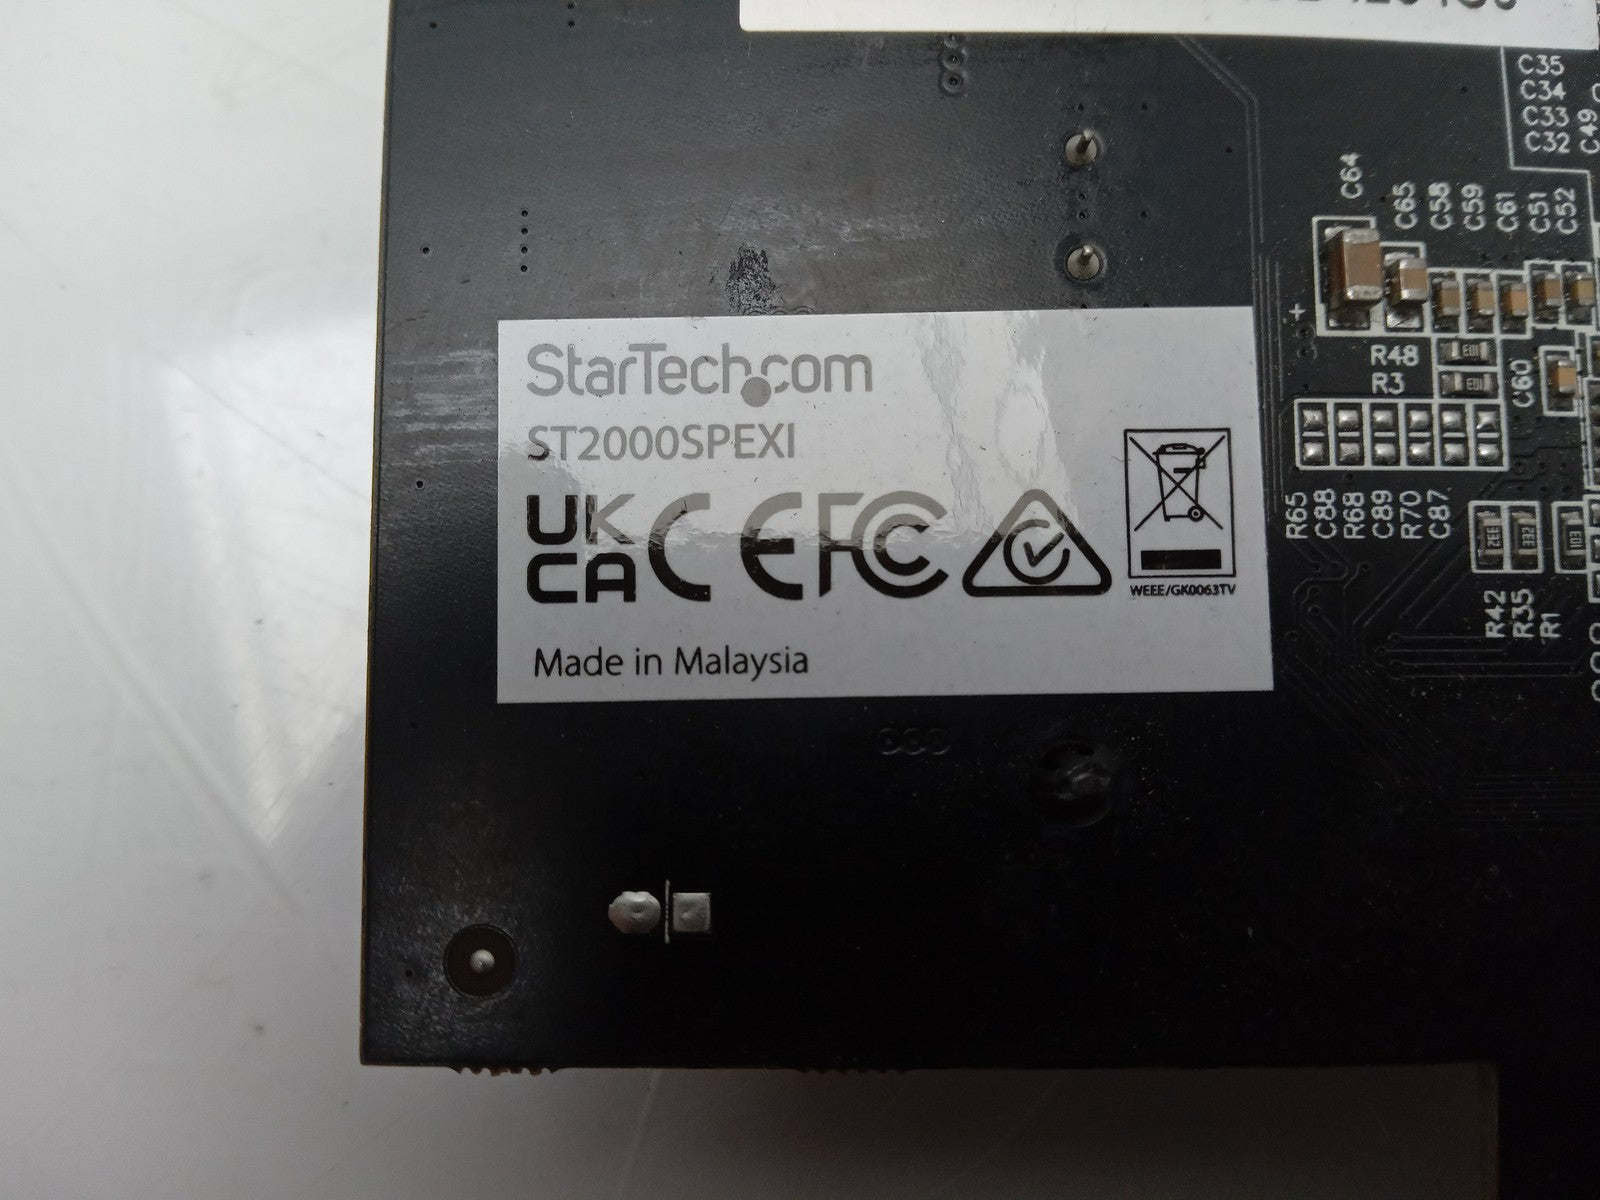 C35
C34
C33
C32
C49
C64
C65
C58
C59
C61
C51
C52
+
StarTech.com
ST2000SPEXI
R48
R3
C60
UK
CA CE FC
WEEE/GK0063TV
R65
C88
R68
C89
R70
C87
R42
R35
R1
Made in Malaysia